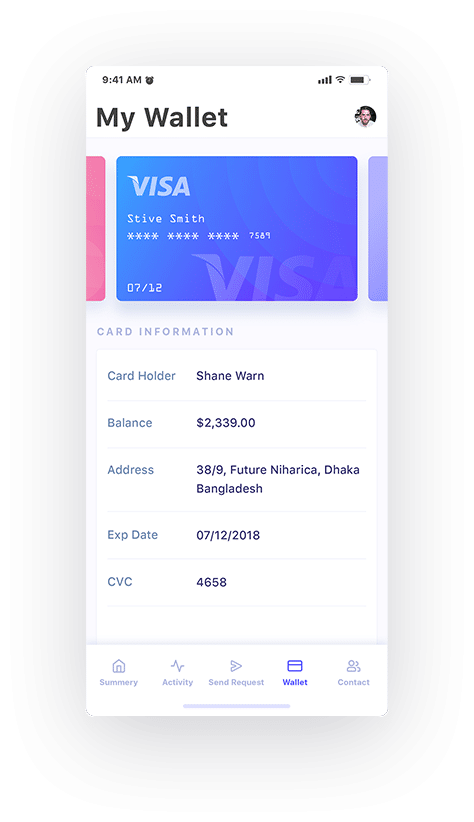 9:41 AM
My Wallet
VISA
Stive Smith
**** **** **** 7589
VISA
07/12
CARD INFORMATION
Card Holder Shane Warn
Balance $2,339.00
Address 38/9, Future Niharica, Dhaka
Bangladesh
Exp Date 07/12/2018
CVC 4658
Summery Activity Send Request Wallet Contact